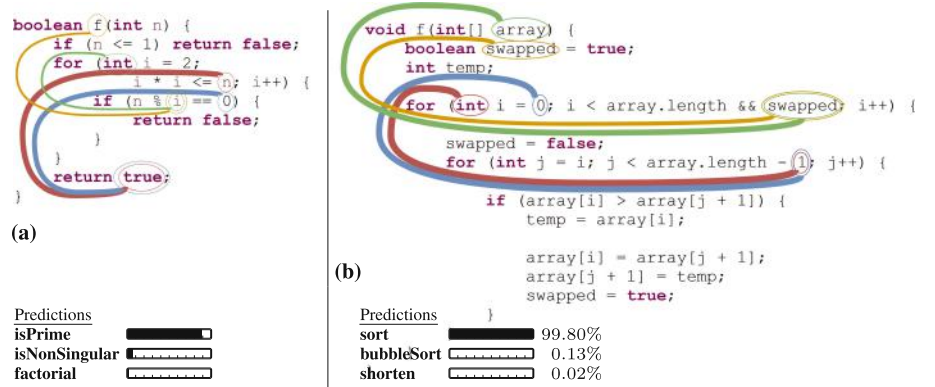 boolean f(int n) {
if (n <= 1) return false;
for (int i = 2;
i * i <= n; i++) {
if (n % i == 0) {
return false;
}
}
return true;
}
(a)
Predictions
isPrime
isNonSingular
factorial
void f(int[] array) {
boolean swapped = true;
int temp;
for (int i = 0; i < array.length && swapped; i++) {
swapped = false;
for (int j = i; j < array.length - 1; j++) {
if (array[i] > array[j + 1]) {
temp = array[i];
array[i] = array[j + 1];
array[j + 1] = temp;
swapped = true;
}
(b)
Predictions
sort 99.80%
bubbleSort 0.13%
shorten 0.02%